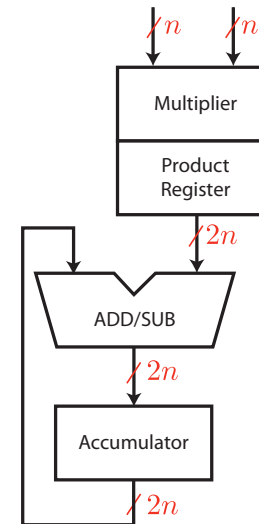 n n
Multiplier
Product
Register
2n
ADD/SUB
2n
Accumulator
2n